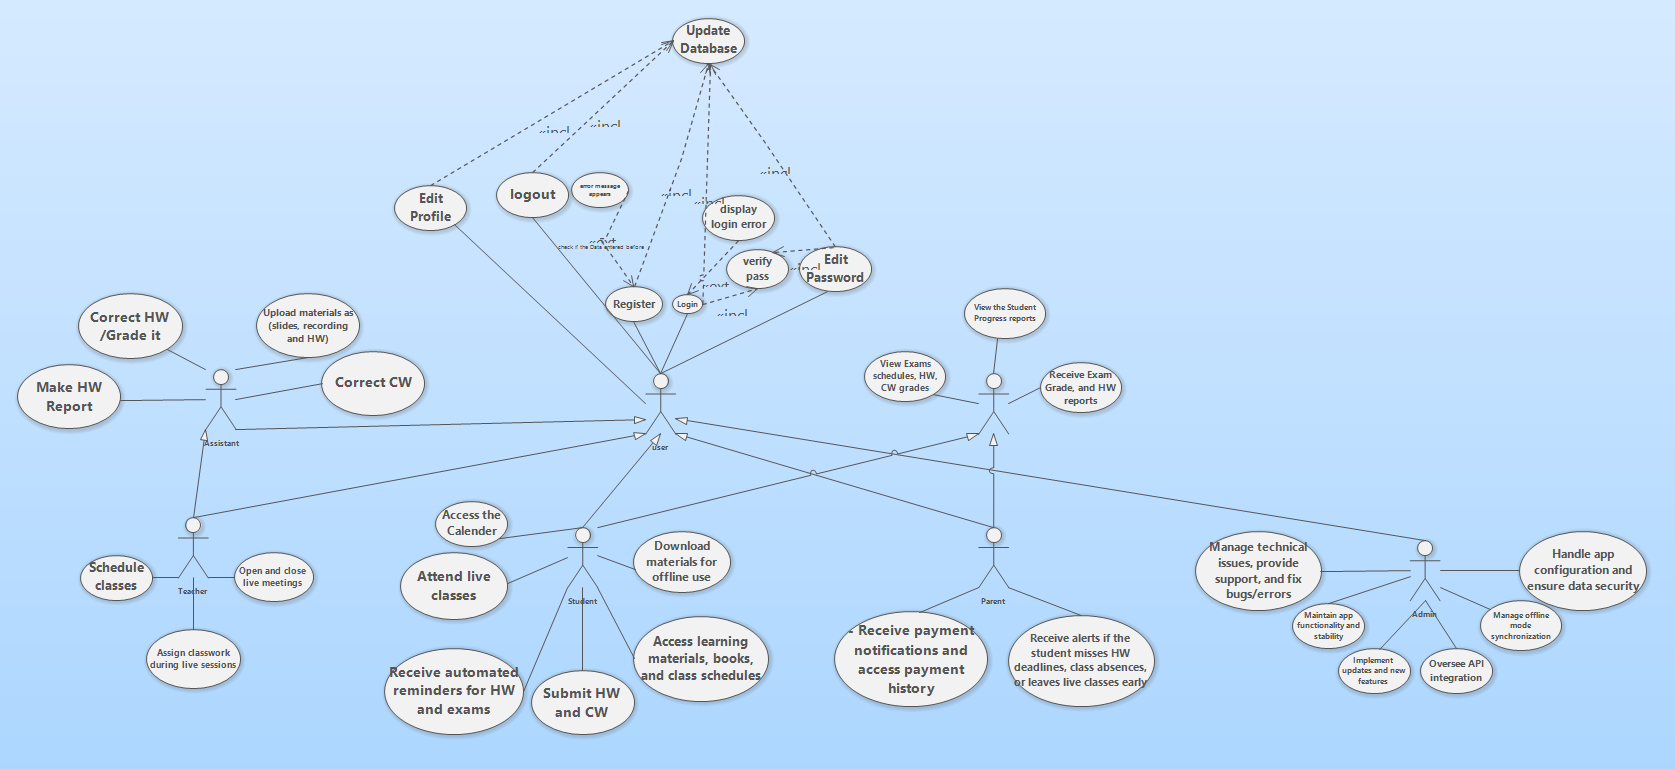 Update
Database
«incl
«incl
Edit
Profile
logout
error message
appears
«incl
«incl
«incl
display
login error
check if the Data entered before
verify
pass
Edit
Password
«incl
«ext
«incl
Register
Login
Correct HW
/Grade it
Upload materials as
(slides, recording
and HW)
Make HW
Report
Correct CW
Assistant
user
View the Student
Progress reports
View Exams
schedules, HW,
CW grades
Receive Exam
Grade, and HW
reports
Schedule
classes
Open and close
live meetings
Teacher
Assign classwork
during live sessions
Access the
Calender
Attend live
classes
Download
materials for
offline use
Student
Receive automated
reminders for HW
and exams
Submit HW
and CW
Access learning
materials, books,
and class schedules
Parent
- Receive payment
notifications and
access payment
history
Receive alerts if the
student misses HW
deadlines, class absences,
or leaves live classes early
Manage technical
issues, provide
support, and fix
bugs/errors
Handle app
configuration and
ensure data security
Admin
Maintain app
functionality and
stability
Manage offline
mode
synchronization
Implement
updates and new
features
Oversee API
integration